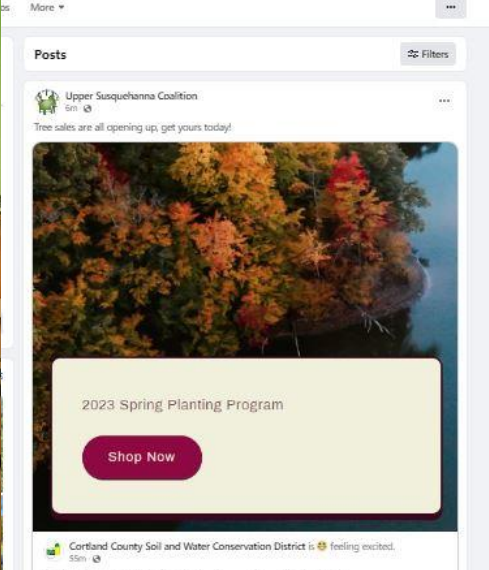 More
Posts
Filters
Upper Susquehanna Coalition
6m
Tree sales are all opening up, get yours today!
2023 Spring Planting Program
Shop Now
Cortland County Soil and Water Conservation District is 😄 feeling excited.
55m